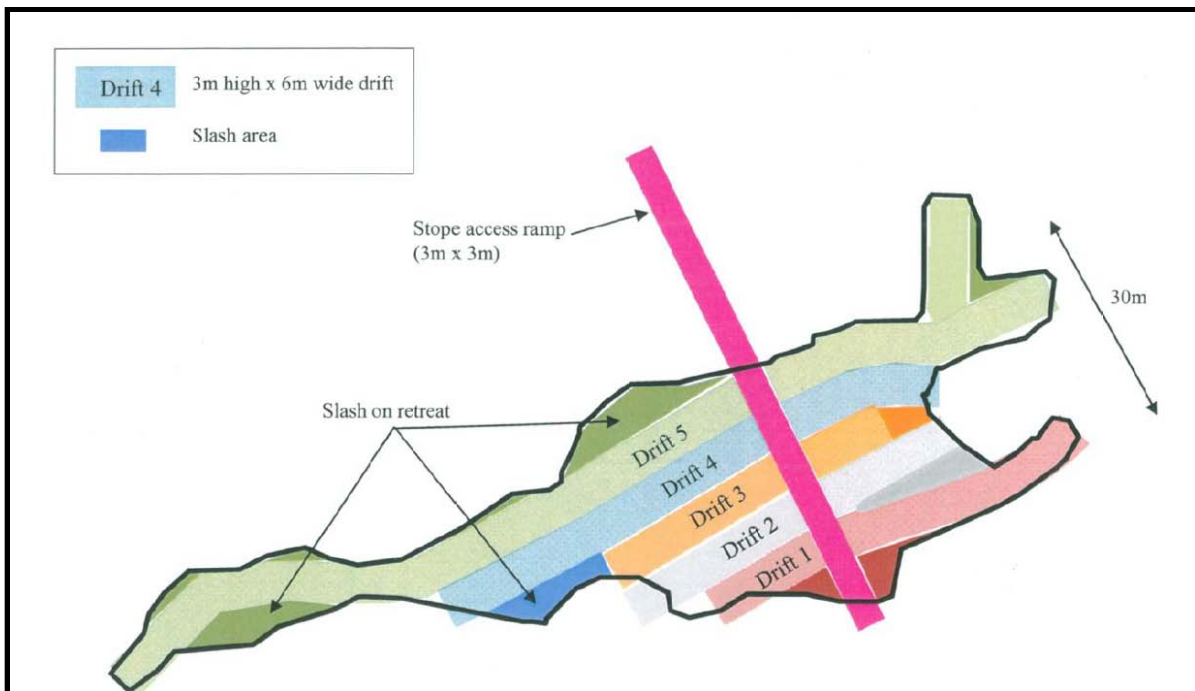 Drift 4
3m high x 6m wide drift
Slash area
Stope access ramp
(3m x 3m)
30m
Slash on retreat
Drift 5
Drift 4
Drift 3
Drift 2
Drift 1